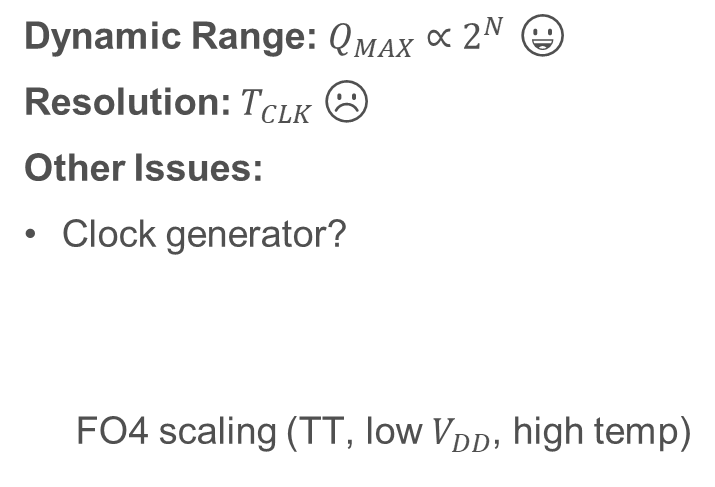 Dynamic Range: Q_MAX ∝ 2^N 😀
Resolution: T_CLK ☹
Other Issues:
• Clock generator?
FO4 scaling (TT, low V_DD, high temp)